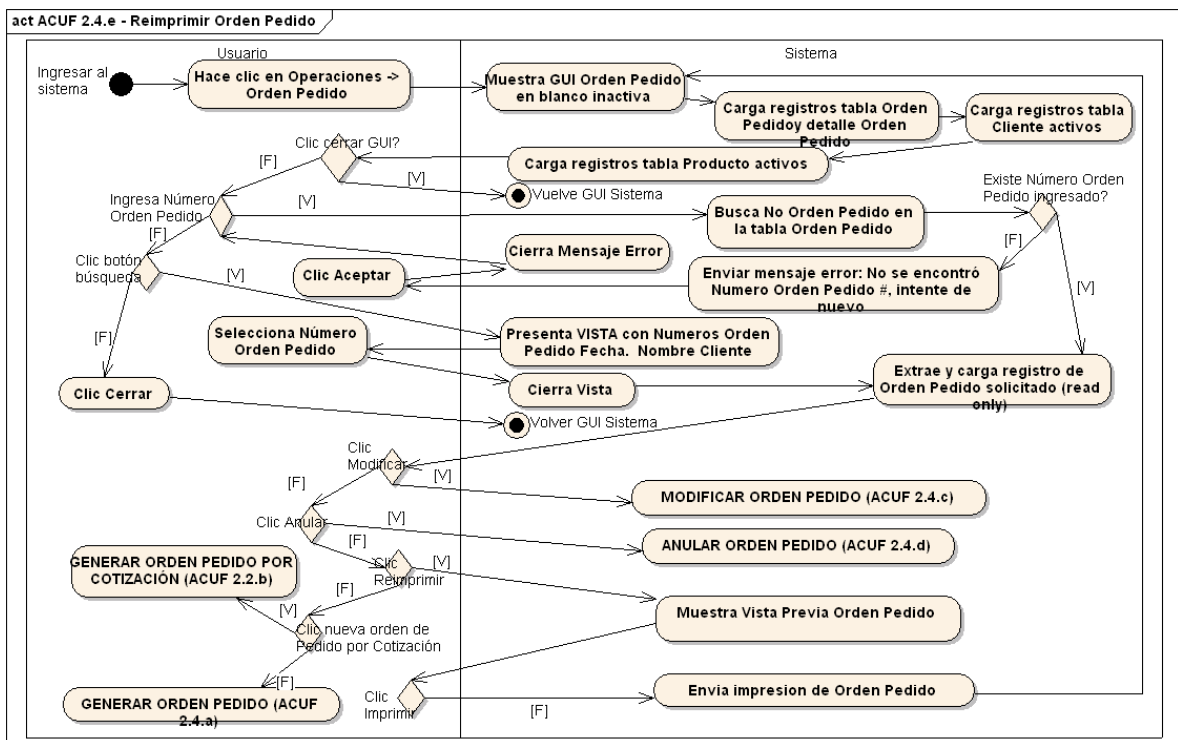 act ACUF 2.4.e - Reimprimir Orden Pedido
Usuario
Sistema
Ingresar al
sistema
Hace clic en Operaciones ->
Orden Pedido
Muestra GUI Orden Pedido
en blanco inactiva
Carga registros tabla Orden
Pedidoy detalle Orden
Pedido
Carga registros tabla
Cliente activos
Clic cerrar GUI?
Carga registros tabla Producto activos
[F]
[V]
Vuelve GUI Sistema
Existe Número Orden
Pedido ingresado?
Ingresa Número
Orden Pedido
[V]
Busca No Orden Pedido en
la tabla Orden Pedido
[F]
[F]
Cierra Mensaje Error
Clic botón
búsqueda
[V]
Clic Aceptar
Enviar mensaje error: No se encontró
Numero Orden Pedido #, intente de
nuevo
[V]
[F]
Selecciona Número
Orden Pedido
Presenta VISTA con Numeros Orden
Pedido Fecha.  Nombre Cliente
Clic Cerrar
Cierra Vista
Extrae y carga registro de
Orden Pedido solicitado (read
only)
Volver GUI Sistema
Clic
Modificar
[F]
[V]
MODIFICAR ORDEN PEDIDO (ACUF 2.4.c)
Clic Anular
[V]
[F]
ANULAR ORDEN PEDIDO (ACUF 2.4.d)
GENERAR ORDEN PEDIDO POR
COTIZACIÓN (ACUF 2.2.b)
Clic
Reimprimir
[V]
[F]
[V]
Muestra Vista Previa Orden Pedido
Clic nueva orden de
Pedido por Cotización
[F]
GENERAR ORDEN PEDIDO (ACUF
2.4.a)
Clic
Imprimir
[F]
Envia impresion de Orden Pedido